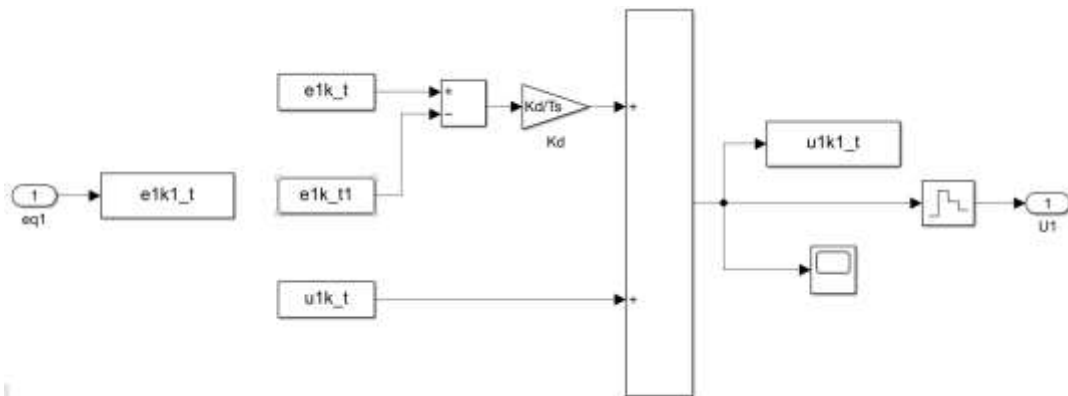 e1k_t
+
−
Kd/Ts
Kd
+
u1k1_t
1
eq1
e1k1_t
e1k_t1
1
U1
u1k_t
+